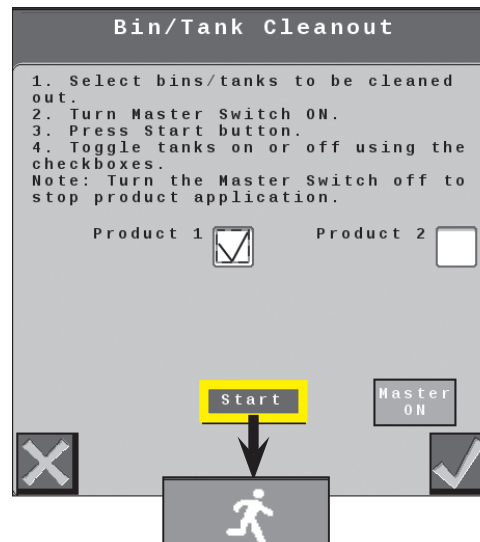 Bin/Tank Cleanout
1. Select bins/tanks to be cleaned
out.
2. Turn Master Switch ON.
3. Press Start button.
4. Toggle tanks on or off using the
checkboxes.
Note: Turn the Master Switch off to
stop product application.
Product 1 Product 2
Start
Master
ON